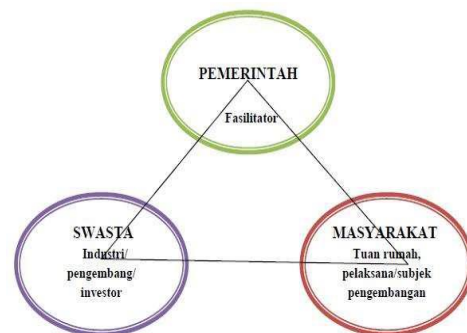 PEMERINTAH
Fasilitator
SWASTA
Industri/
pengembang/
investor
MASYARAKAT
Tuan rumah,
pelaksana/subjek
pengembangan